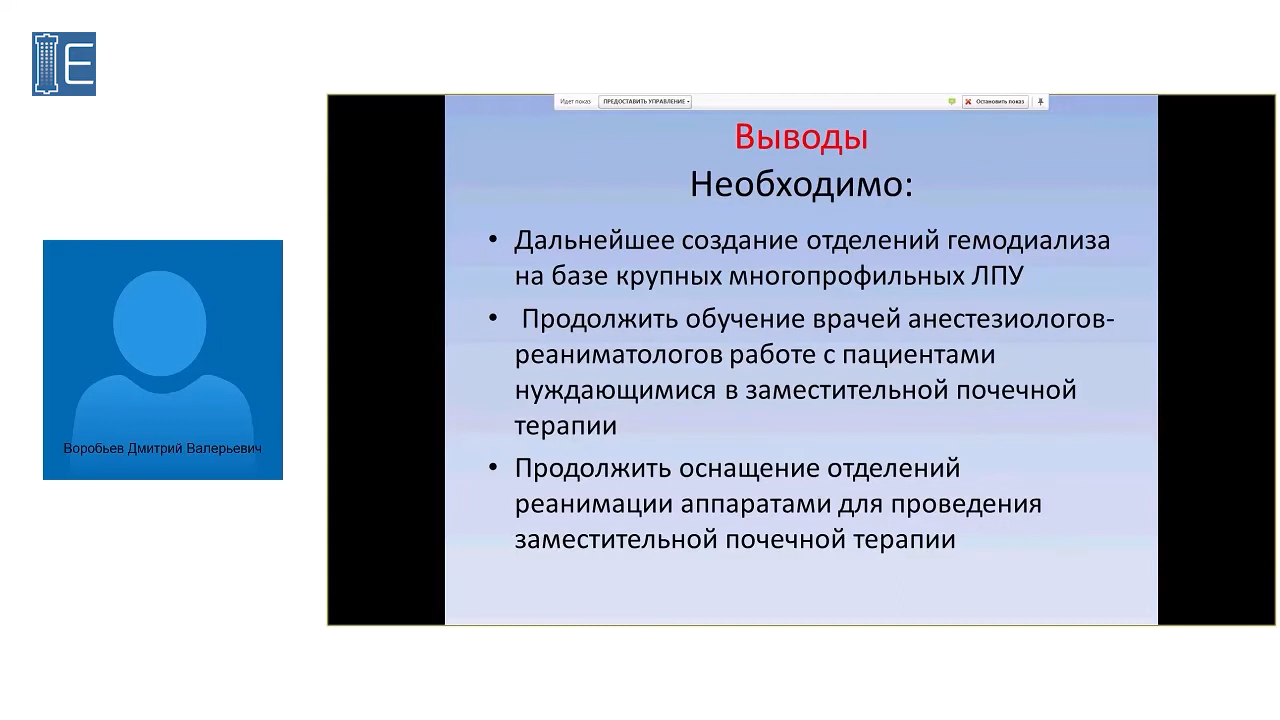 IE
Идет показ
ПРЕДОСТАВИТЬ УПРАВЛЕНИЕ
Остановить показ
Выводы
Необходимо:
• Дальнейшее создание отделений гемодиализа
на базе крупных многопрофильных ЛПУ
• Продолжить обучение врачей анестезиологов-
реаниматологов работе с пациентами
нуждающимися в заместительной почечной
терапии
• Продолжить оснащение отделений
реанимации аппаратами для проведения
заместительной почечной терапии
Воробьев Дмитрий Валерьевич